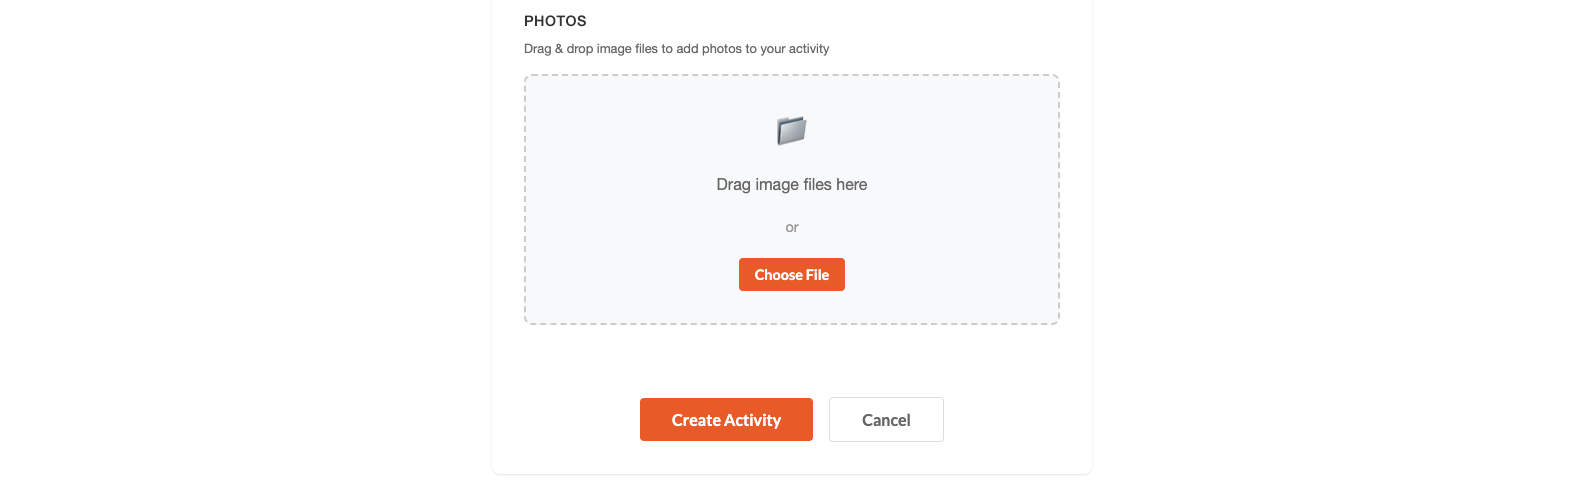 PHOTOS
Drag & drop image files to add photos to your activity
Drag image files here
or
Choose File
Create Activity
Cancel